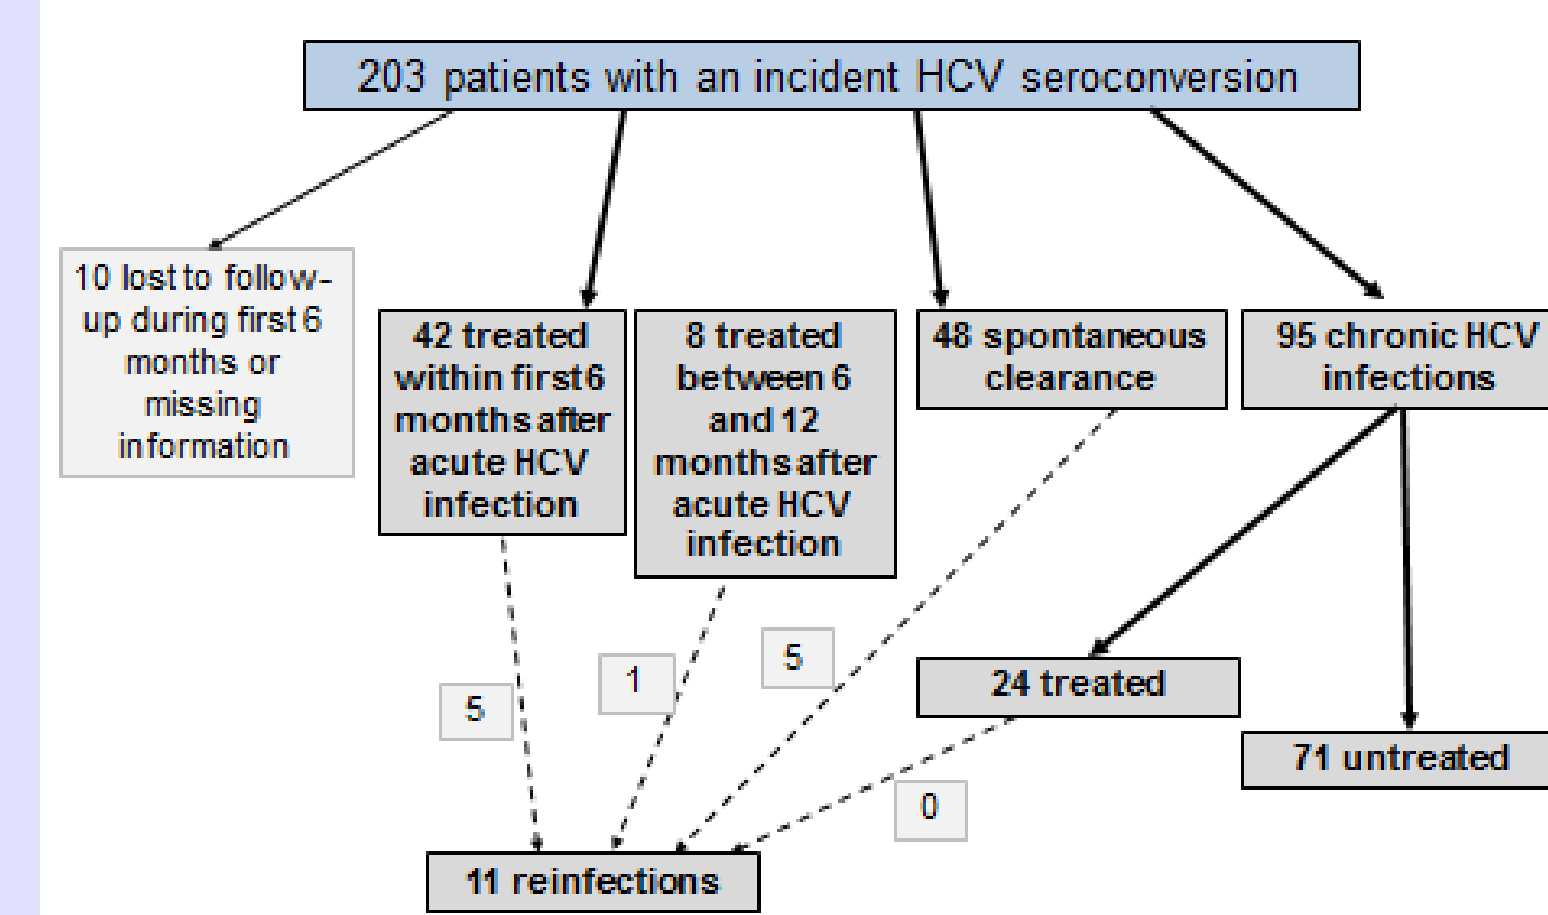 203 patients with an incident HCV seroconversion
10 lost to follow-
up during first 6
months or
missing
information
42 treated
within first 6
months after
acute HCV
infection
8 treated
between 6
and 12
months after
acute HCV
infection
48 spontaneous
clearance
95 chronic HCV
infections
5
1
5
24 treated
71 untreated
0
11 reinfections